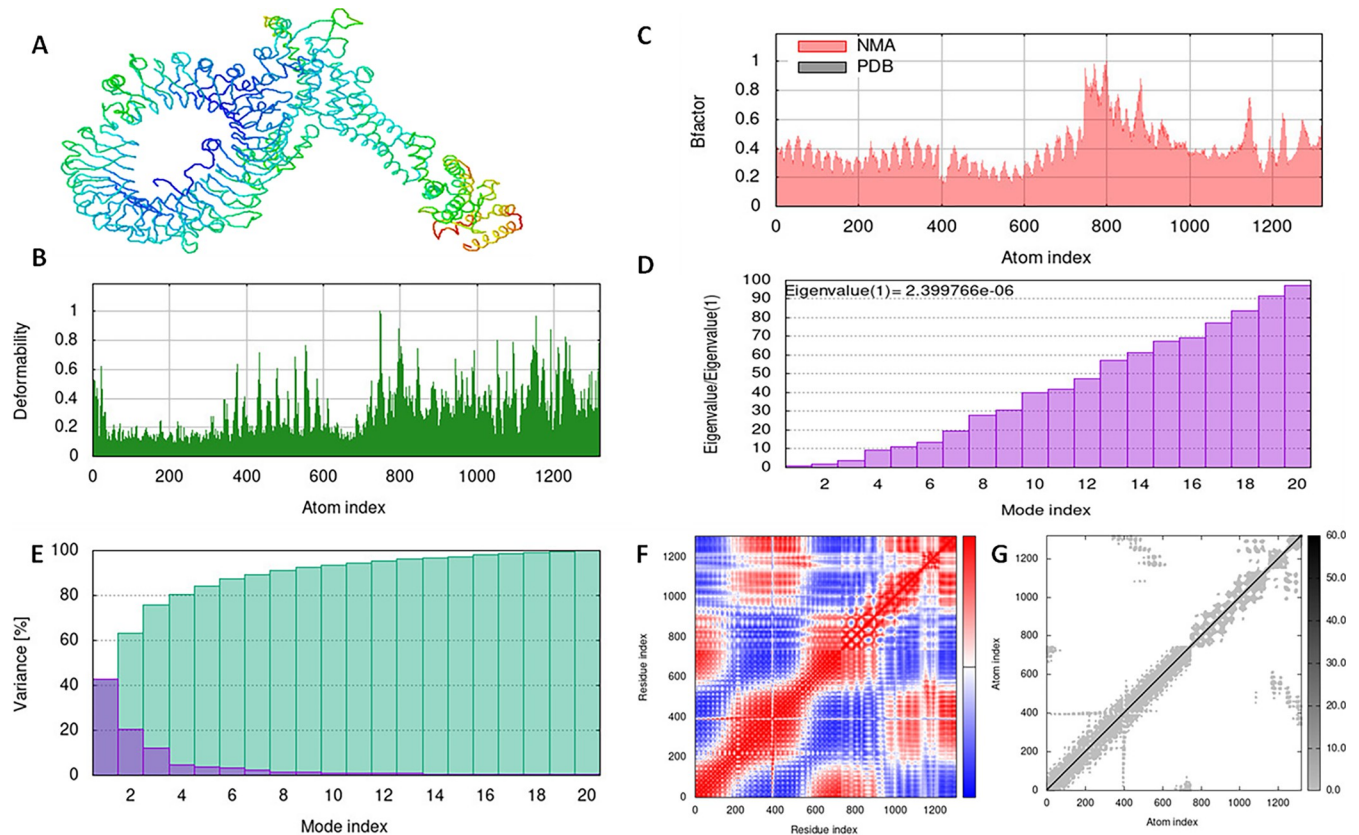 A
C
NMA
PDB
1
0.8
0.6
0.4
0.2
0
Bfactor
0 200 400 600 800 1000 1200
Atom index
B
1
0.8
0.6
0.4
0.2
0
Deformability
0 200 400 600 800 1000 1200
Atom index
D
Eigenvalue(1)= 2.399766e-06
100
90
80
70
60
50
40
30
20
10
0
Eigenvalue/Eigenvalue(1)
2 4 6 8 10 12 14 16 18 20
Mode index
E
100
80
60
40
20
0
Variance [%]
2 4 6 8 10 12 14 16 18 20
Mode index
F
1200
1000
800
600
400
200
0
Residue index
0 200 400 600 800 1000 1200
Residue index
G
1200
1000
800
600
400
200
0
Atom index
0 200 400 600 800 1000 1200
Atom index
60.0
50.0
40.0
30.0
20.0
10.0
0.0